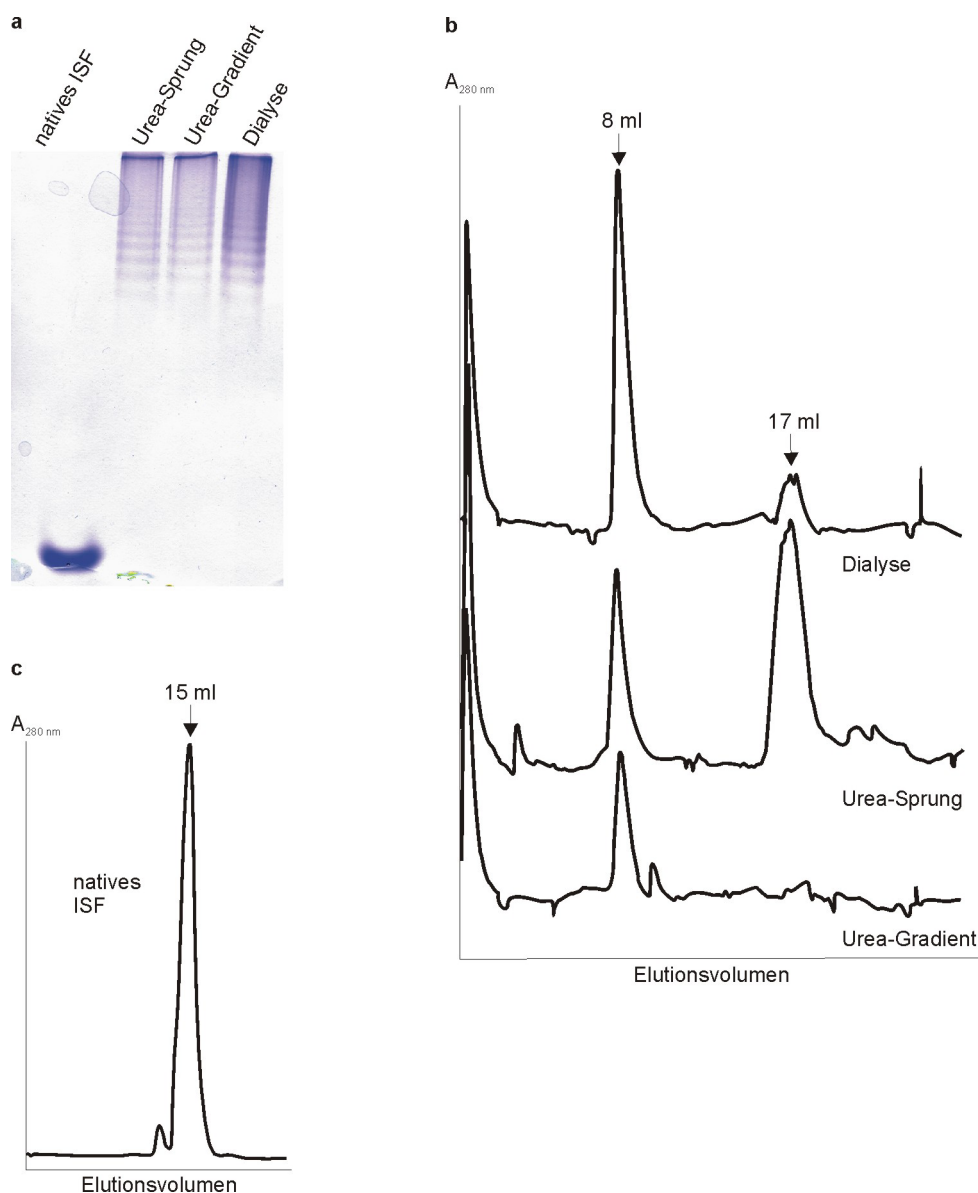 a
natives ISF
Urea-Sprung
Urea-Gradient
Dialyse
b
A280 nm
8 ml
17 ml
Dialyse
Urea-Sprung
Urea-Gradient
Elutionsvolumen
c
15 ml
A280 nm
natives
ISF
Elutionsvolumen